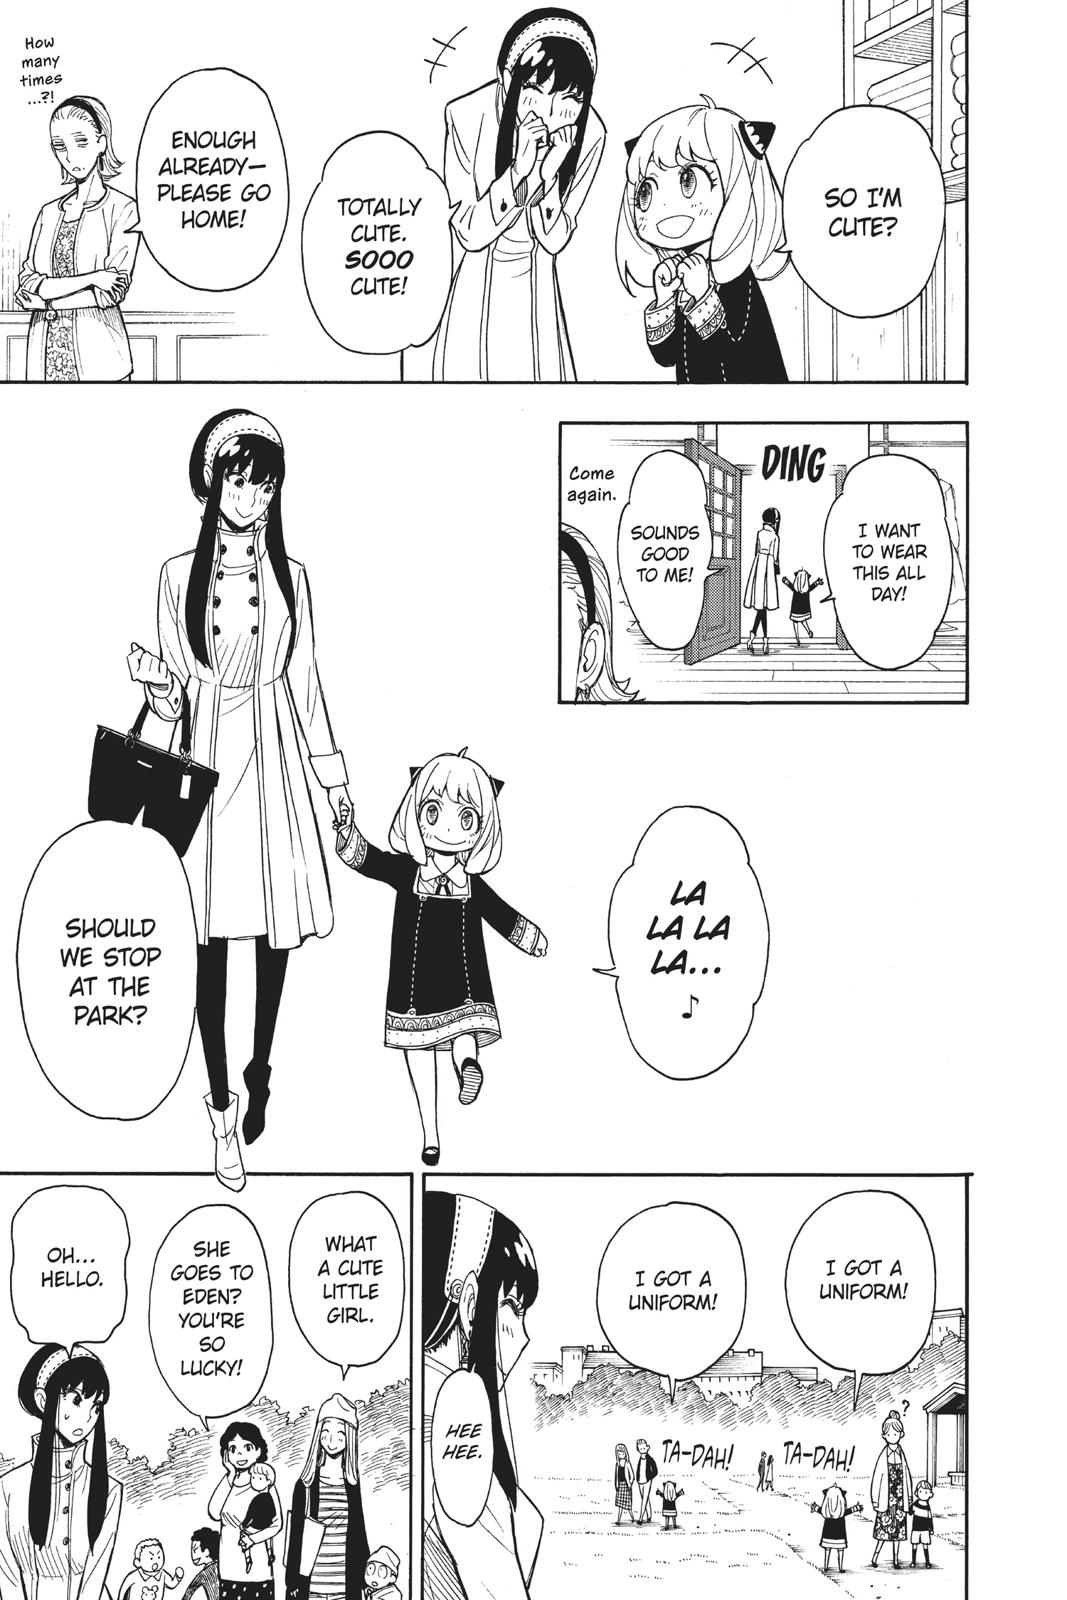 SO I'M
CUTE?
TOTALLY
CUTE.
SOOO
CUTE!
ENOUGH
ALREADY—
PLEASE GO
HOME!
How
many
times
...?!
DING
I WANT
TO WEAR
THIS ALL
DAY!
SOUNDS
GOOD
TO ME!
Come
again.
LA
LA LA
LA...
♪
SHOULD
WE STOP
AT THE
PARK?
I GOT A
UNIFORM!
?
TA-DAH!
I GOT A
UNIFORM!
TA-DAH!
HEE
HEE.
WHAT
A CUTE
LITTLE
GIRL.
SHE
GOES TO
EDEN?
YOU'RE
SO
LUCKY!
OH...
HELLO.